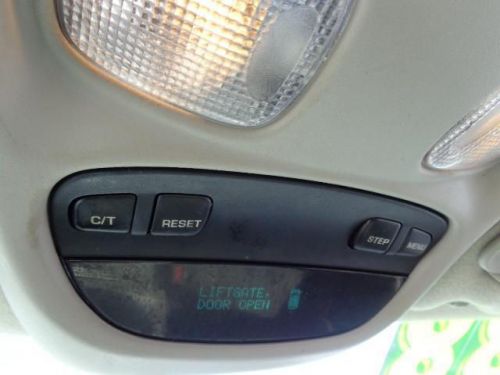 C/T RESET STEP MENU
LIFTGATE,
DOOR OPEN